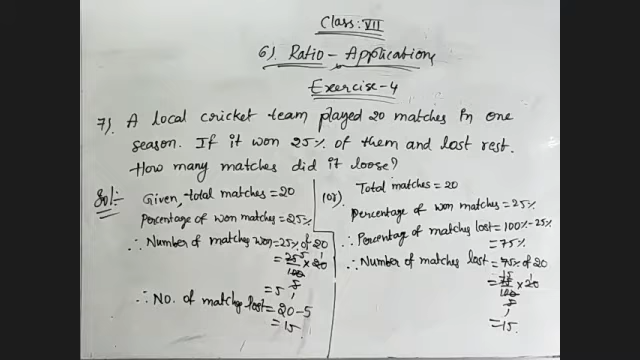 Class: VII
6). Ratio - Applications
Exercise-4
7). A local cricket team played 20 matches in one
season. If it won 25% of them and lost rest.
How many matches did it loose?
Sol:- Given, total matches = 20
Percentage of won matches = 25%
∴ Number of matches won = 25% of 20
= 25/100 × 20
= 5
∴ No. of matches lost = 20 - 5
= 15
(or). Total matches = 20
Percentage of won matches = 25%
∴ Percentage of matches lost = 100% - 25%
= 75%
∴ Number of matches lost = 75% of 20
= 75/100 × 20
= 15.